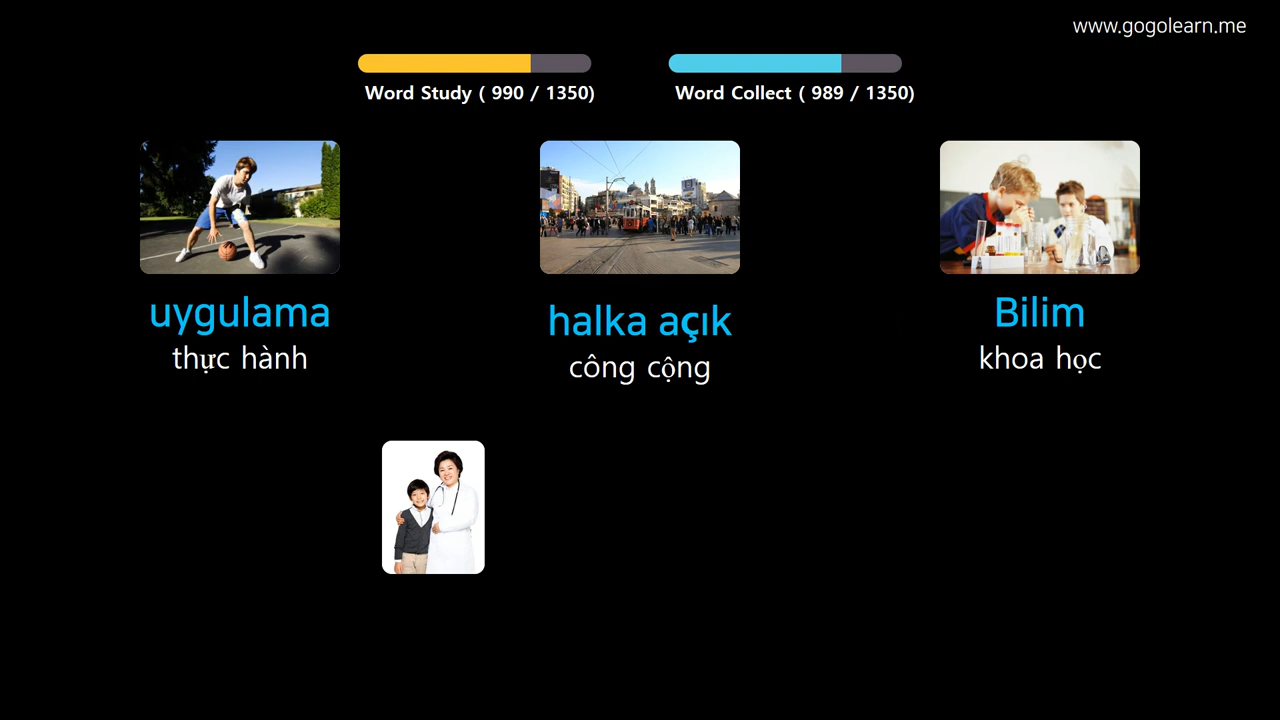 www.gogolearn.me
Word Study ( 990 / 1350)
Word Collect ( 989 / 1350)
uygulama
thực hành
halka açık
công cộng
Bilim
khoa học